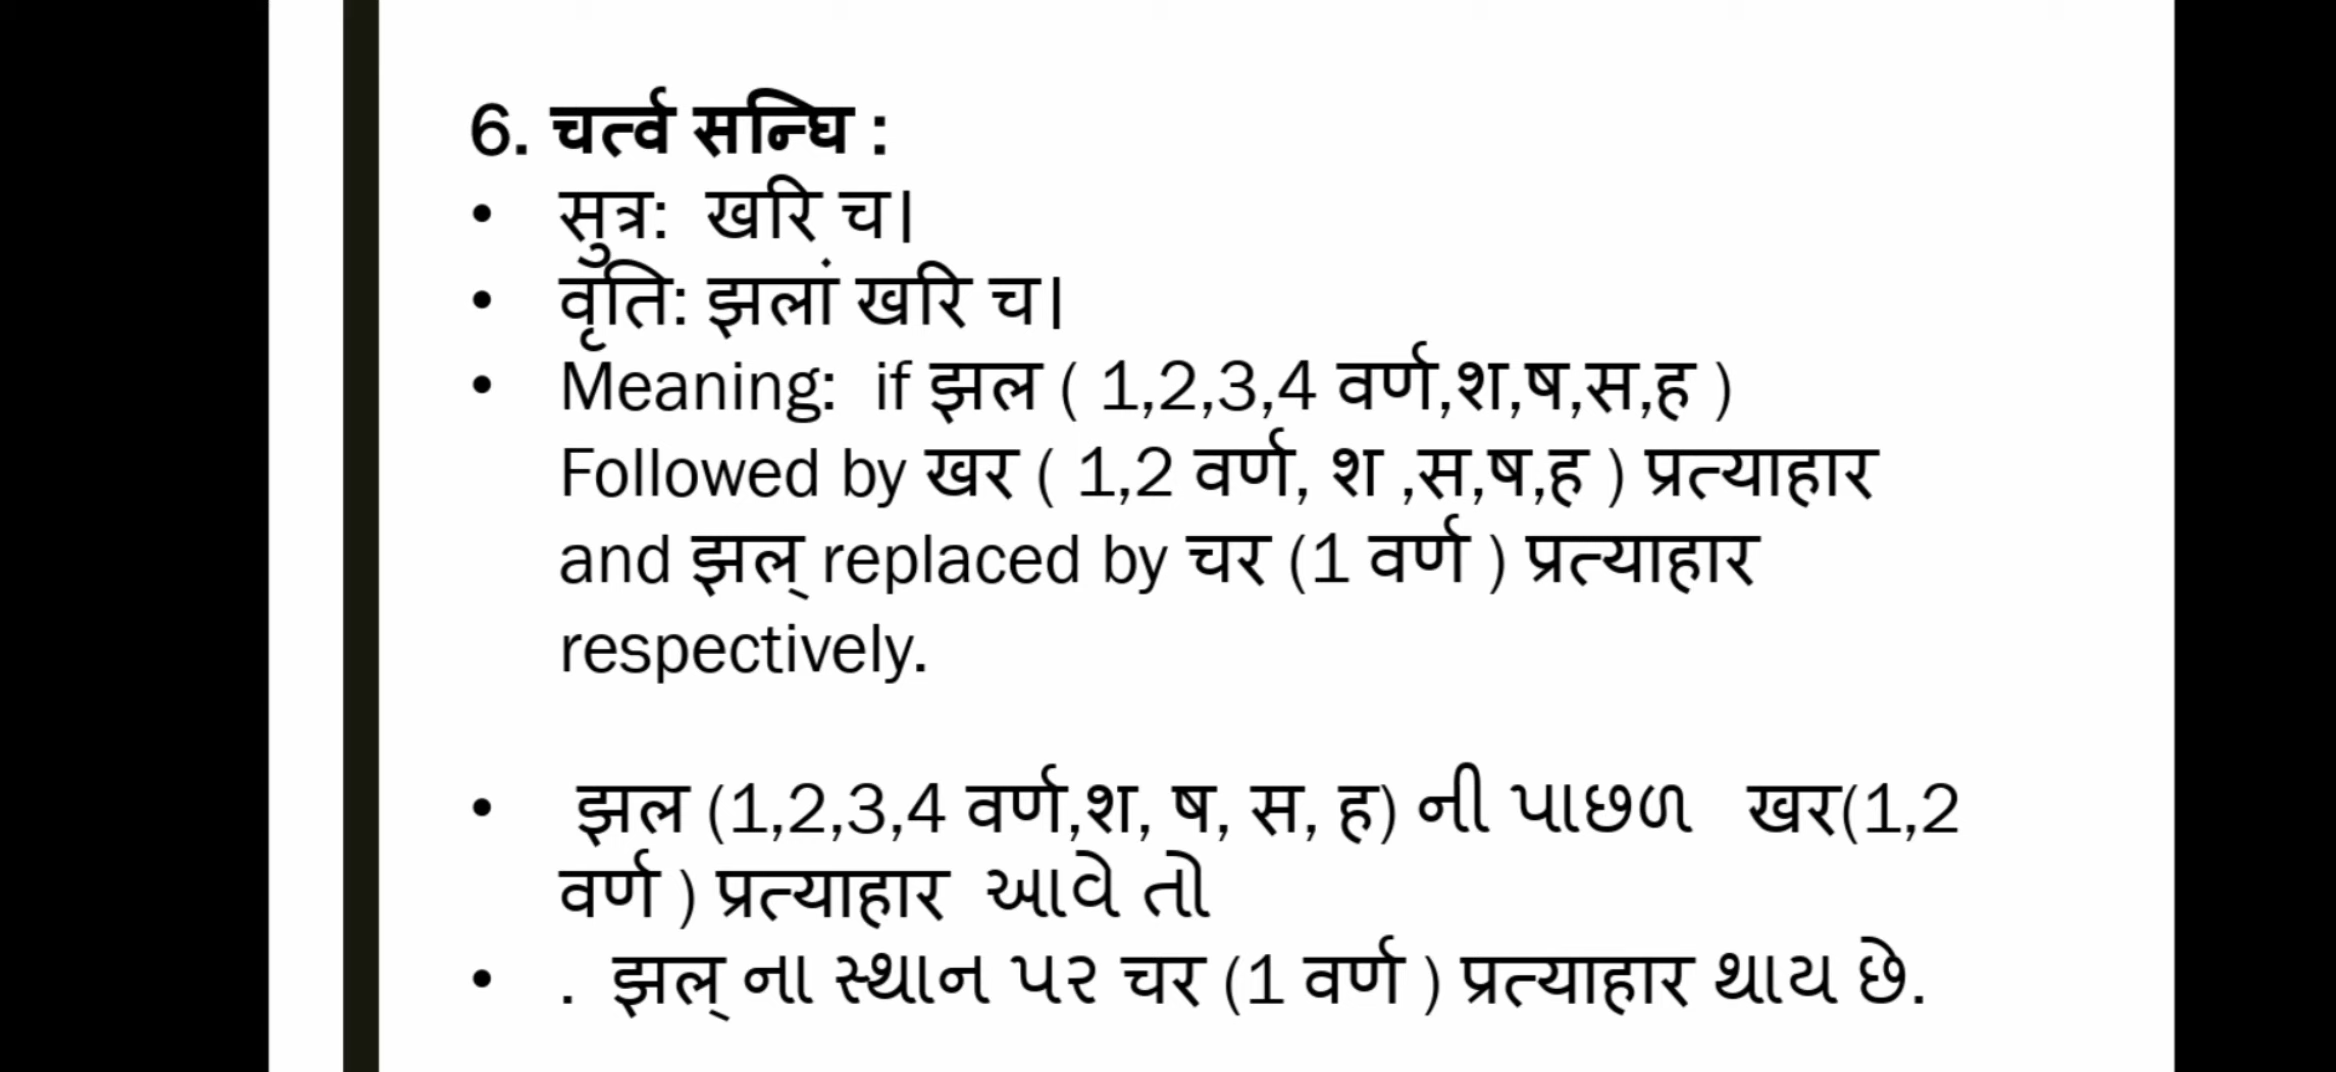 6. चर्त्व सन्घि :
• सुत्र: खरि च।
• वृति: झलां खरि च।
• Meaning: if झल ( 1,2,3,4 वर्ण,श,ष,स,ह )
Followed by खर ( 1,2 वर्ण, श ,स,ष,ह ) प्रत्याहार
and झल् replaced by चर (1 वर्ण ) प्रत्याहार
respectively.
• झल (1,2,3,4 वर्ण,श, ष, स, ह) ની પાછળ खर(1,2
वर्ण ) प्रत्याहार આવે તો
• . झल् ના સ્થાન પર चर (1 वर्ण ) प्रत्याहार થાય છે.